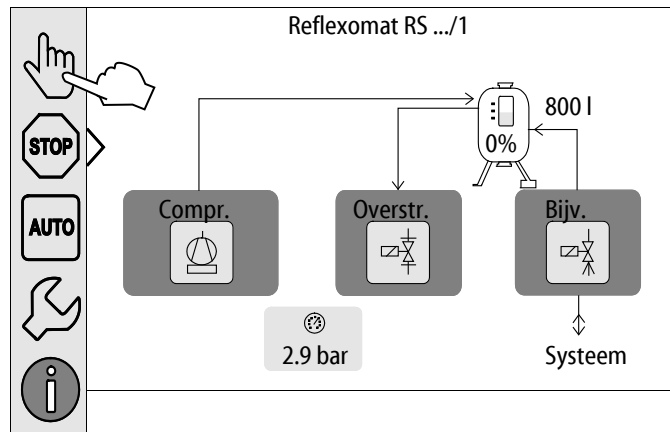 Reflexomat RS .../1
800 l
STOP
0%
AUTO
Compr.
Overstr.
Bijv.
2.9 bar
Systeem